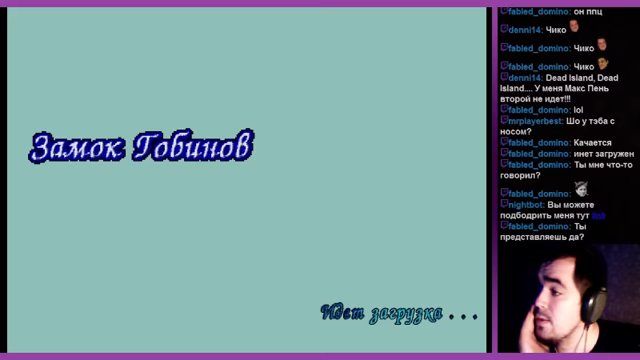 Замок Гобинов
Идет загрузка . . .
fabled_domino: он ппц
denni14: Чико
fabled_domino: Чико
fabled_domino: Чико
denni14: Dead Island, Dead
Island.... У меня Макс Пень
второй не идет!!!
fabled_domino: lol
mrplayerbest: Шо у тэба с
носом?
fabled_domino: Качается
fabled_domino: инет загружен
fabled_domino: Ты мне что-то
говорил?
fabled_domino:
nightbot: Вы можете
подбодрить меня тут
fabled_domino: Ты
представляешь да?